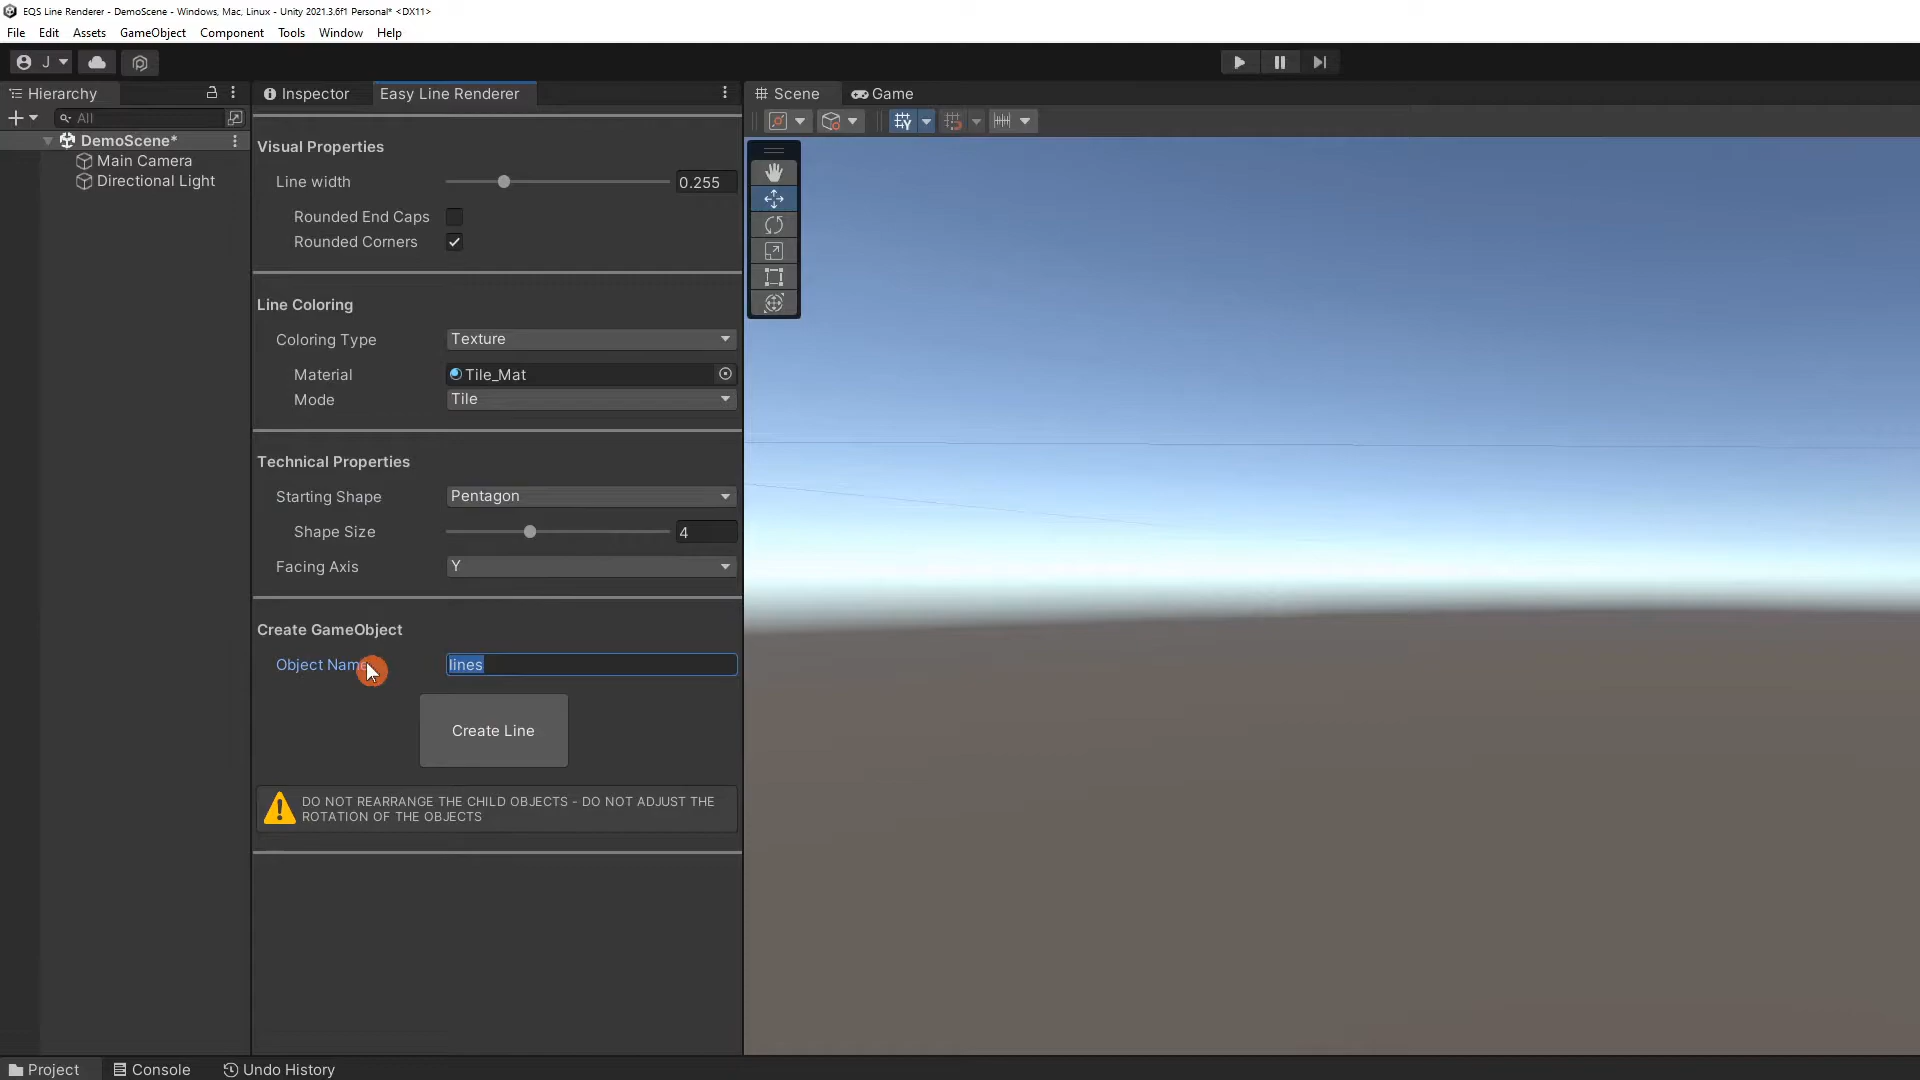 EQS Line Renderer - DemoScene - Windows, Mac, Linux - Unity 2021.3.6f1 Personal* <DX11>
File Edit Assets GameObject Component Tools Window Help
J
Hierarchy
All
DemoScene*
Main Camera
Directional Light
Inspector Easy Line Renderer
Visual Properties
Line width 0.255
Rounded End Caps
Rounded Corners
Line Coloring
Coloring Type Texture
Material Tile_Mat
Mode Tile
Technical Properties
Starting Shape Pentagon
Shape Size 4
Facing Axis Y
Create GameObject
Object Name lines
Create Line
DO NOT REARRANGE THE CHILD OBJECTS - DO NOT ADJUST THE
ROTATION OF THE OBJECTS
Scene Game
Project Console Undo History